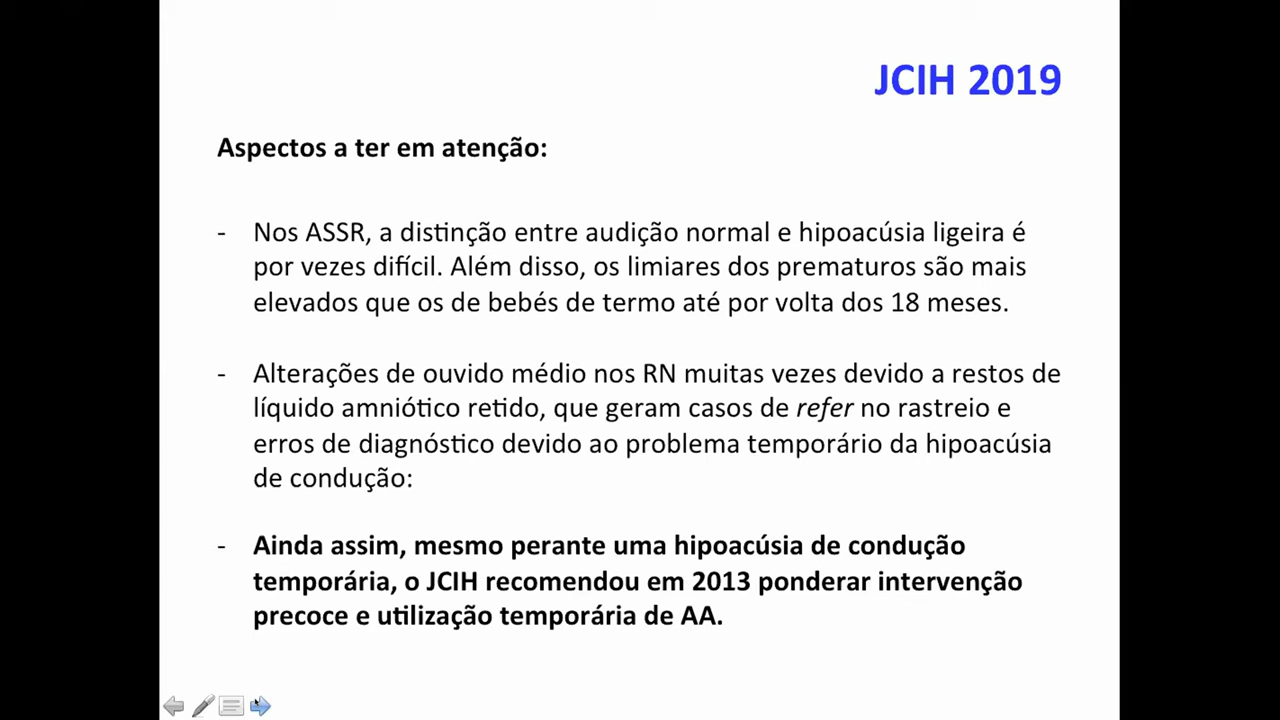 JCIH 2019
Aspectos a ter em atenção:
- Nos ASSR, a distinção entre audição normal e hipoacúsia ligeira é
por vezes difícil. Além disso, os limiares dos prematuros são mais
elevados que os de bebés de termo até por volta dos 18 meses.
- Alterações de ouvido médio nos RN muitas vezes devido a restos de
líquido amniótico retido, que geram casos de refer no rastreio e
erros de diagnóstico devido ao problema temporário da hipoacúsia
de condução:
- Ainda assim, mesmo perante uma hipoacúsia de condução
temporária, o JCIH recomendou em 2013 ponderar intervenção
precoce e utilização temporária de AA.